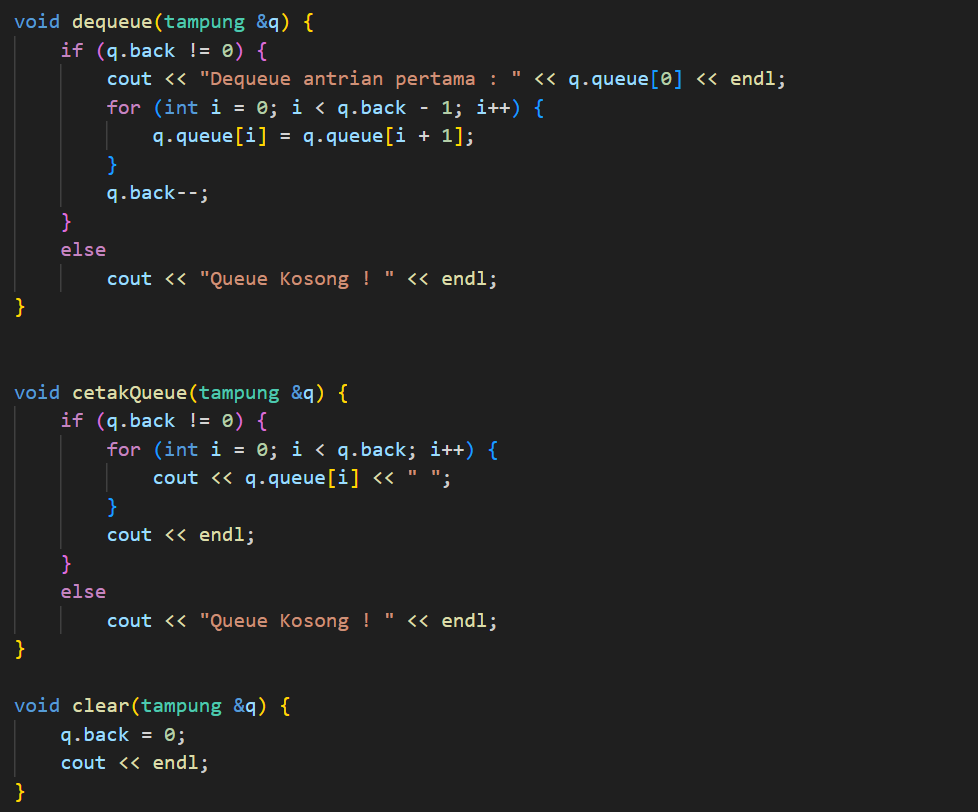 void dequeue(tampung &q) {
    if (q.back != 0) {
        cout << "Dequeue antrian pertama : " << q.queue[0] << endl;
        for (int i = 0; i < q.back - 1; i++) {
            q.queue[i] = q.queue[i + 1];
        }
        q.back--;
    }
    else
        cout << "Queue Kosong ! " << endl;
}

void cetakQueue(tampung &q) {
    if (q.back != 0) {
        for (int i = 0; i < q.back; i++) {
            cout << q.queue[i] << " ";
        }
        cout << endl;
    }
    else
        cout << "Queue Kosong ! " << endl;
}

void clear(tampung &q) {
    q.back = 0;
    cout << endl;
}